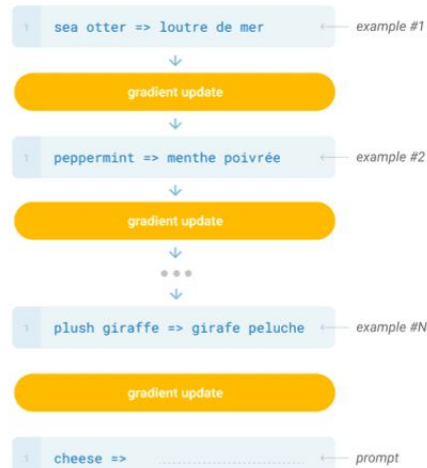 1 sea otter => loutre de mer ← example #1
↓
gradient update
↓
1 peppermint => menthe poivrée ← example #2
↓
gradient update
↓
•••
↓
1 plush giraffe => girafe peluche ← example #N
gradient update
1 cheese => .................... ← prompt